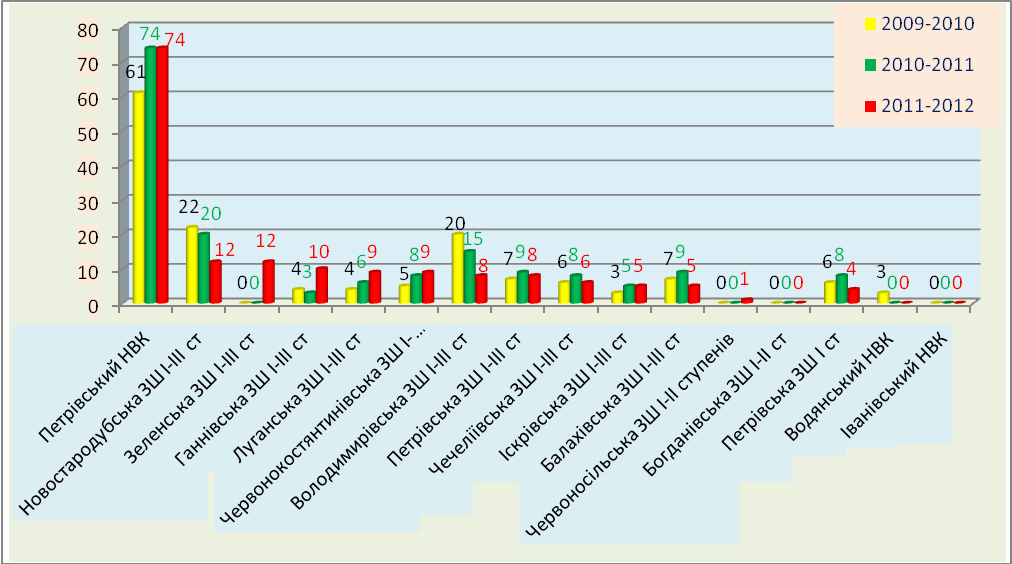 80
70
60
50
40
30
20
10
0
2009-2010
2010-2011
2011-2012
61 74 74
22 20 12
0 0 12
4 3 10
4 6 9
5 8 9
20 15 8
7 9 8
6 8 6
3 5 5
7 9 5
0 0 1
0 0 0
6 8 4
3 0 0
0 0 0
Петрівський НВК
Новостародубська ЗШ І-ІІІ ст
Зеленська ЗШ І-ІІІ ст
Ганнівська ЗШ І-ІІІ ст
Луганська ЗШ І-ІІІ ст
Червонокостянтинівська ЗШ І-...
Володимирівська ЗШ І-ІІІ ст
Петрівська ЗШ І-ІІІ ст
Чечеліївська ЗШ І-ІІІ ст
Іскрівська ЗШ І-ІІІ ст
Балахівська ЗШ І-ІІІ ст
Червоносільська ЗШ І-ІІ ступенів
Богданівська ЗШ І-ІІ ст
Петрівська ЗШ І ст
Водянський НВК
Іванівський НВК